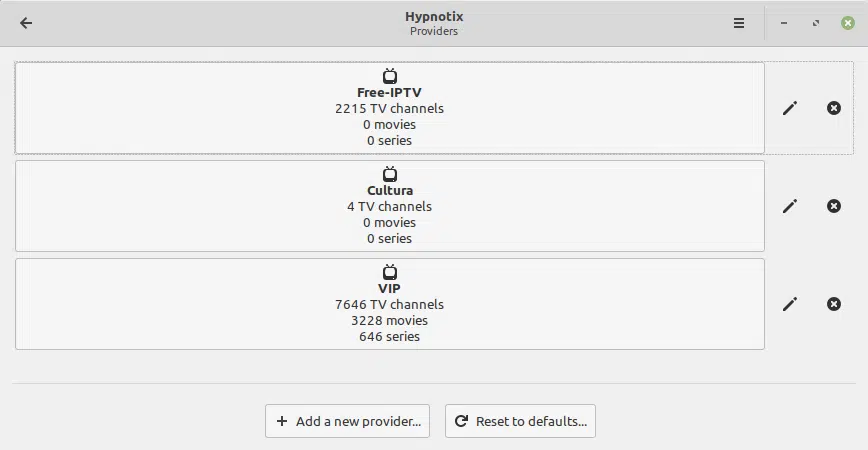 Hypnotix
Providers
Free-IPTV
2215 TV channels
0 movies
0 series
Cultura
4 TV channels
0 movies
0 series
VIP
7646 TV channels
3228 movies
646 series
Add a new provider...
Reset to defaults...